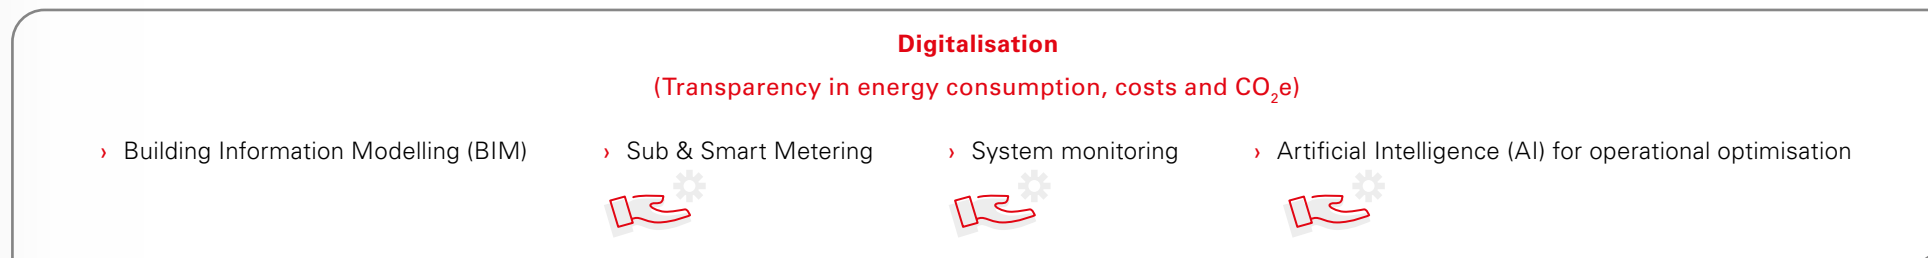 Digitalisation
(Transparency in energy consumption, costs and CO₂e)
› Building Information Modelling (BIM) › Sub & Smart Metering › System monitoring › Artificial Intelligence (AI) for operational optimisation